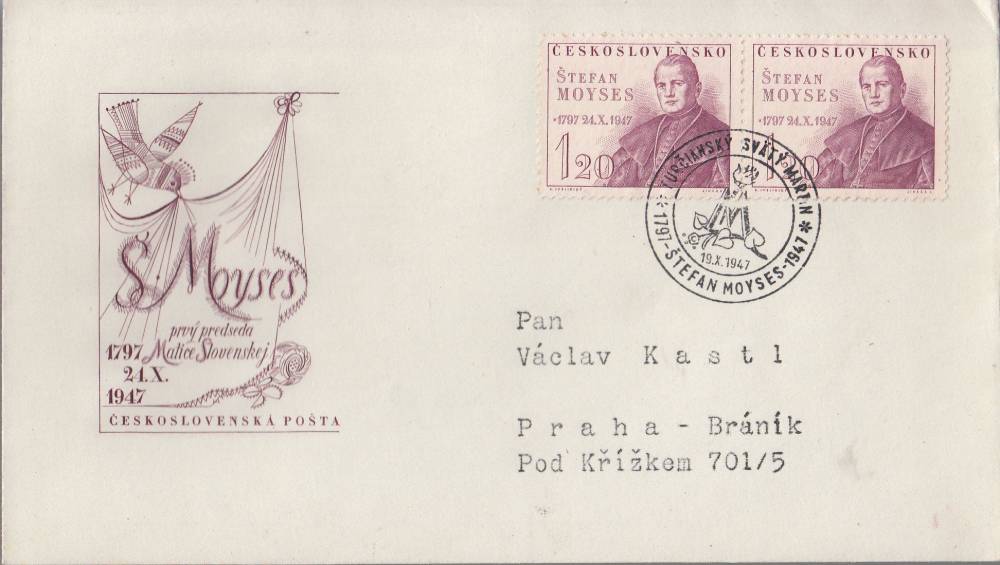 ČESKOSLOVENSKO
ŠTEFAN
MOYSES
*1797 24.X.1947
120
ČESKOSLOVENSKO
ŠTEFAN
MOYSES
*1797 24.X.1947
1.20
TURČIANSKÝ SVÄTÝ MARTIN
19.X.1947
*1797-ŠTEFAN MOYSES-1947*
Š. Moyses
prvý predseda
1797 Matice Slovenskej
24.X.
1947
ČESKOSLOVENSKÁ POŠTA
Pan
Václav Kastl
Praha - Bráník
Pod Křížkem 701/5